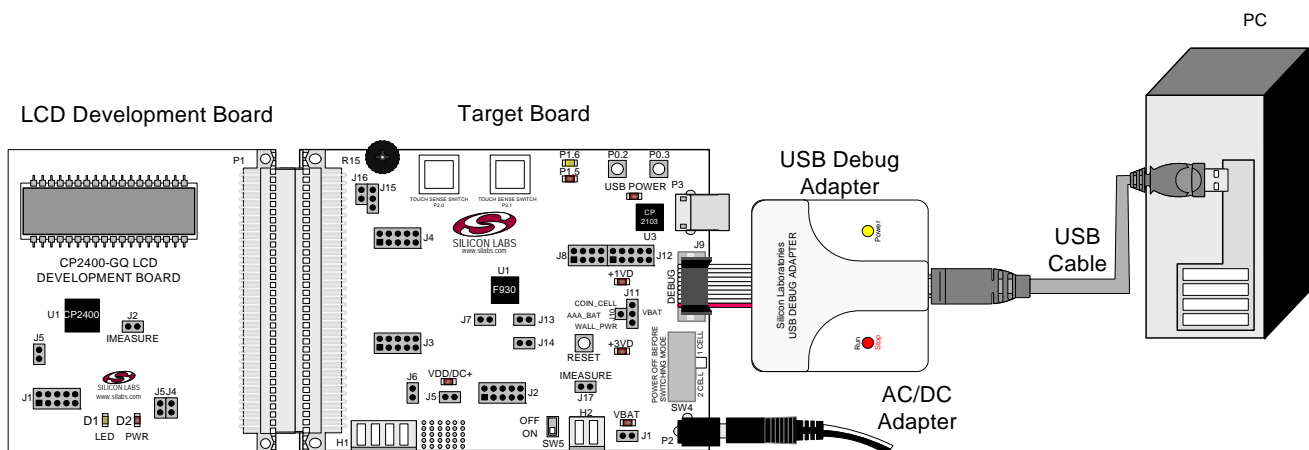 PC
LCD Development Board
Target Board
USB Debug
Adapter
USB
Cable
AC/DC
Adapter
P1
CP2400-GQ LCD
DEVELOPMENT BOARD
U1
CP2400
J2
IMEASURE
J5
SILICON LABS
www.silabs.com
J1
D1
D2
LED
PWR
J5
J4
R15
J16
J15
TOUCH SENSE SWITCH
P2.0
TOUCH SENSE SWITCH
P2.1
SILICON LABS
www.silabs.com
P1.6
P1.5
P0.2
P0.3
USB POWER
P3
CP
2103
U3
J4
J8
J12
J9
DEBUG
U1
F930
+1VD
J11
COIN_CELL
AAA_BAT
WALL_PWR
J10
VBAT
J7
J13
J14
J3
RESET
+3VD
POWER OFF BEFORE
SWITCHING MODE
2 CELL
1 CELL
SW4
J6
VDD/DC+
J5
J2
IMEASURE
J17
H1
OFF
ON
SW5
H2
VBAT
J1
P2
Silicon Laboratories
USB DEBUG ADAPTER
Power
Run
Stop